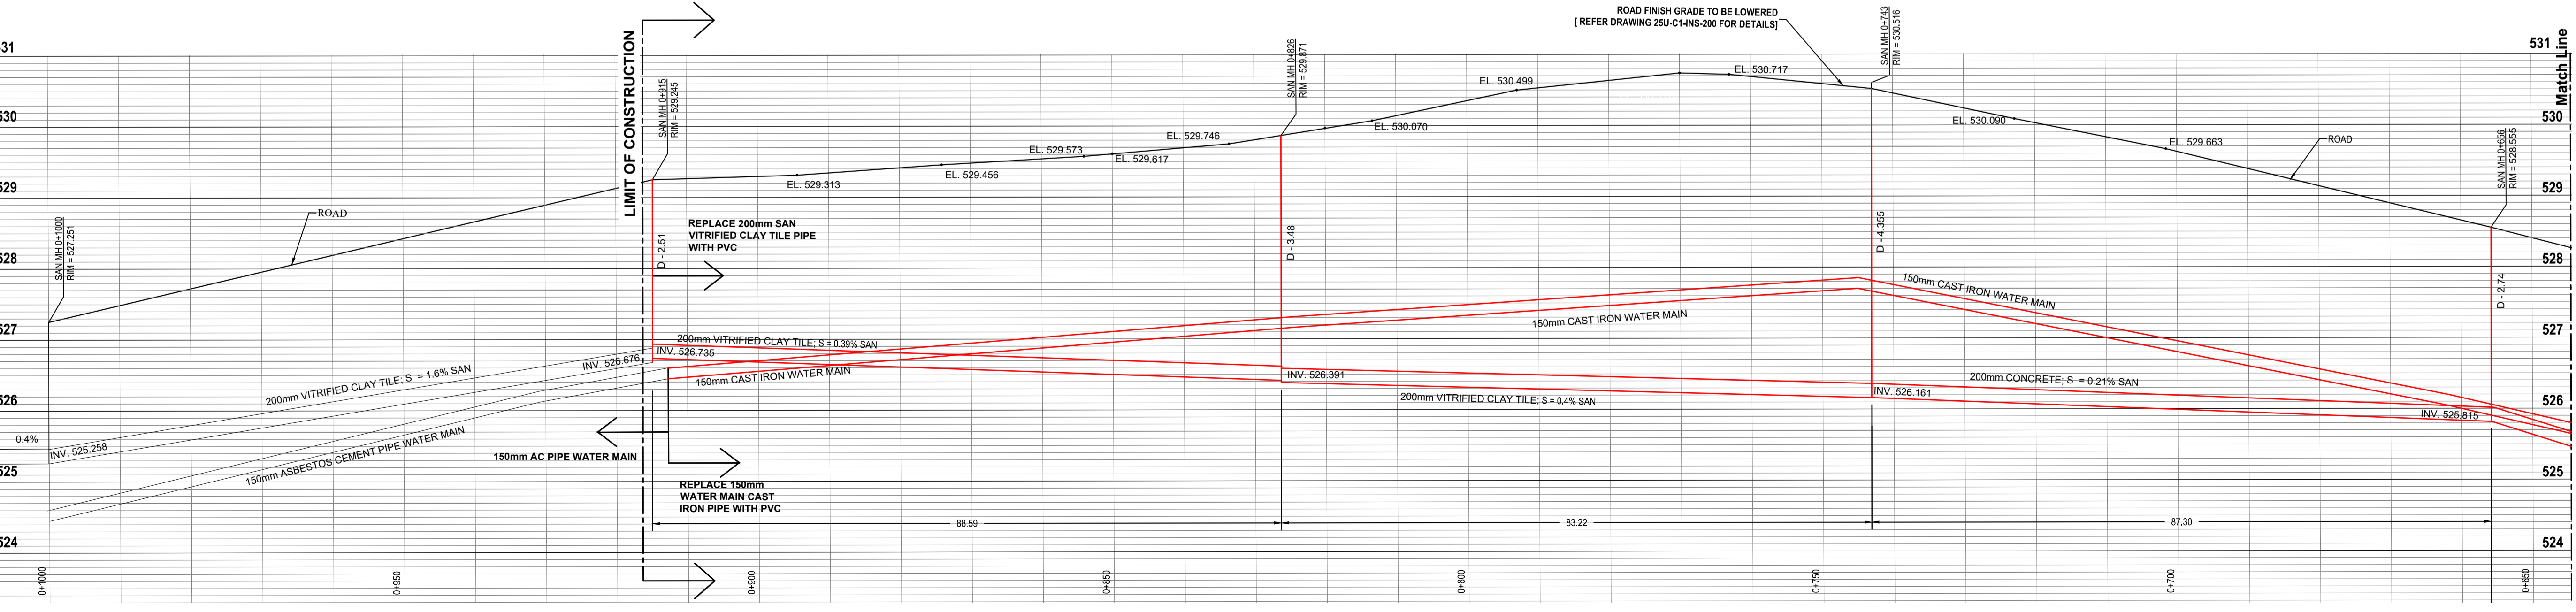 ROAD FINISH GRADE TO BE LOWERED
[ REFER DRAWING 25U-C1-INS-200 FOR DETAILS]
531
530
529
528
527
526
525
524
0.4%
SAN MH 0+1000
RIM = 527.251
ROAD
LIMIT OF CONSTRUCTION
SAN MH 0+915
RIM = 529.245
D - 2.51
REPLACE 200mm SAN
VITRIFIED CLAY TILE PIPE
WITH PVC
EL. 529.313
EL. 529.456
EL. 529.573
EL. 529.617
EL. 529.746
SAN MH 0+826
RIM = 529.871
D - 3.48
EL. 530.070
EL. 530.499
EL. 530.717
SAN MH 0+743
RIM = 530.516
D - 4.355
EL. 530.090
EL. 529.663
ROAD
SAN MH 0+656
RIM = 528.555
D - 2.74
Match Line
531
530
529
528
527
526
525
524
200mm VITRIFIED CLAY TILE; S = 1.6% SAN
INV. 525.258
150mm ASBESTOS CEMENT PIPE WATER MAIN
INV. 526.676
INV. 526.735
200mm VITRIFIED CLAY TILE; S = 0.39% SAN
150mm CAST IRON WATER MAIN
INV. 526.391
200mm VITRIFIED CLAY TILE; S = 0.4% SAN
150mm CAST IRON WATER MAIN
150mm CAST IRON WATER MAIN
INV. 526.161
200mm CONCRETE; S = 0.21% SAN
INV. 525.815
150mm AC PIPE WATER MAIN
REPLACE 150mm
WATER MAIN CAST
IRON PIPE WITH PVC
88.59
83.22
87.30
0+1000
0+950
0+900
0+850
0+800
0+750
0+700
0+650